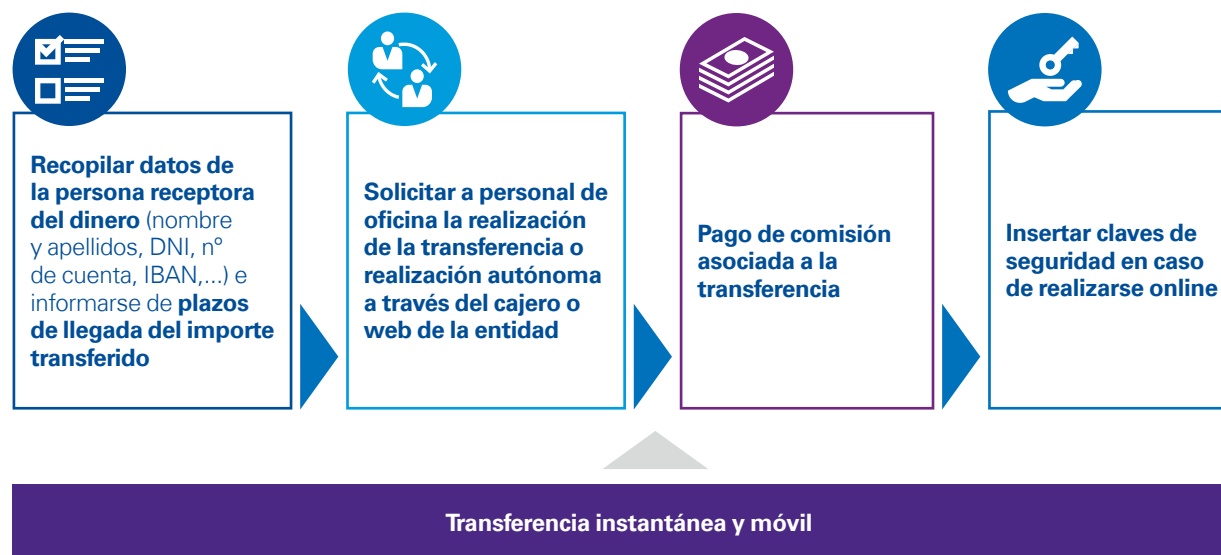 Recopilar datos de
la persona receptora
del dinero (nombre
y apellidos, DNI, nº
de cuenta, IBAN,...) e
informarse de plazos
de llegada del importe
transferido
Solicitar a personal de
oficina la realización
de la transferencia o
realización autónoma
a través del cajero o
web de la entidad
Pago de comisión
asociada a la
transferencia
Insertar claves de
seguridad en caso
de realizarse online
Transferencia instantánea y móvil